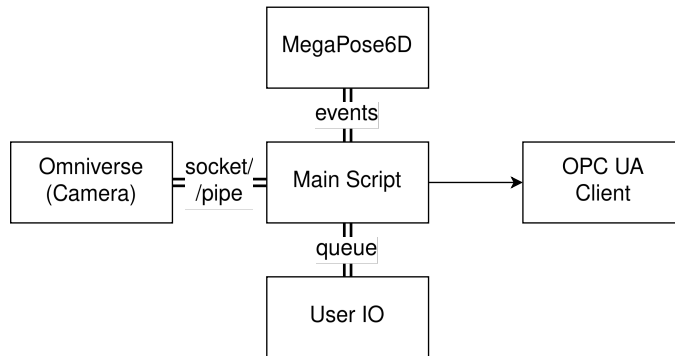 MegaPose6D
events
Omniverse
(Camera)
socket/
/pipe
Main Script
OPC UA
Client
queue
User IO